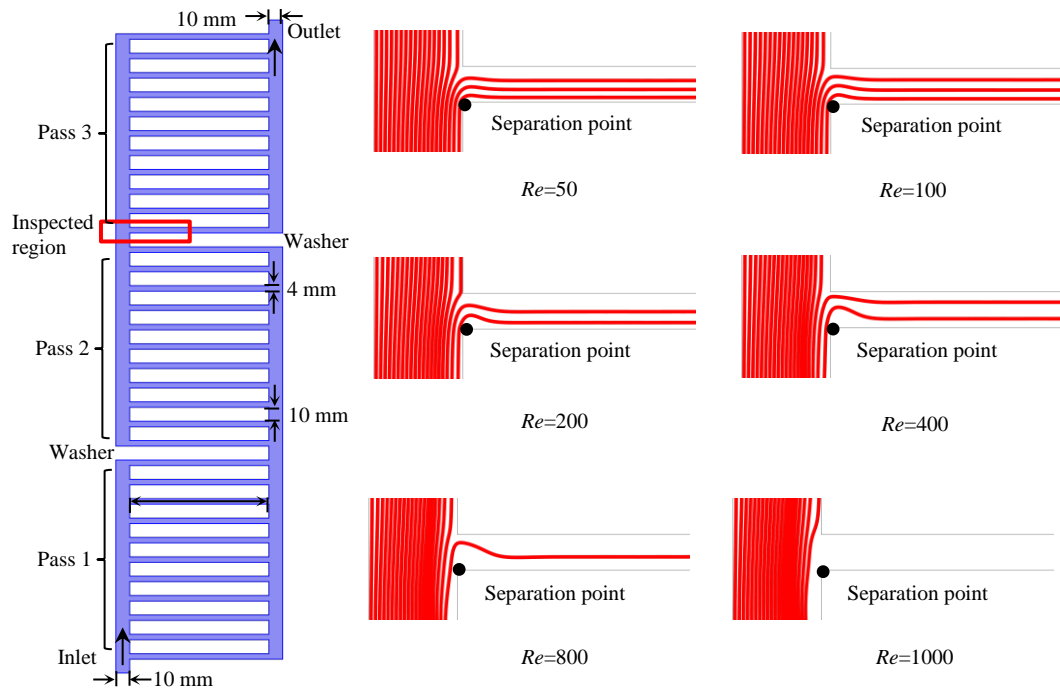 10 mm
Outlet
Pass 3
Inspected
region
Washer
4 mm
Pass 2
10 mm
Washer
Pass 1
Inlet
10 mm
Separation point
Re=50
Separation point
Re=100
Separation point
Re=200
Separation point
Re=400
Separation point
Re=800
Separation point
Re=1000